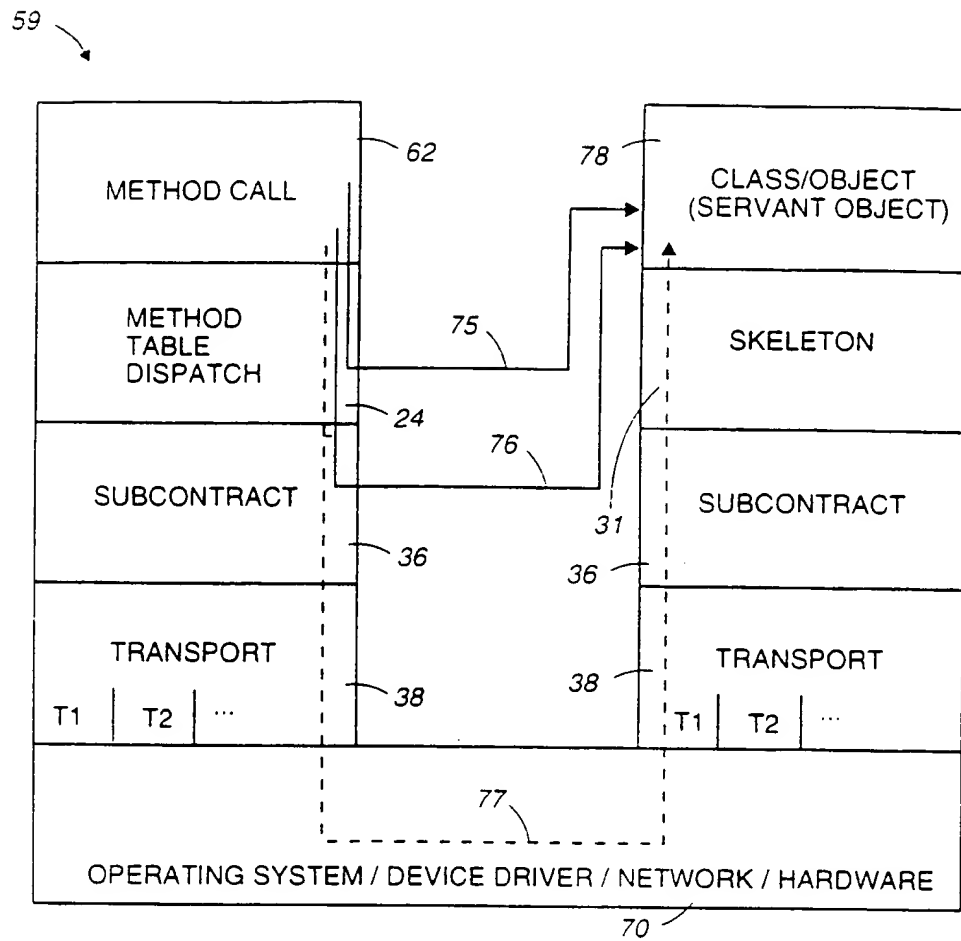 59
62
78
METHOD CALL
CLASS/OBJECT
(SERVANT OBJECT)
METHOD
TABLE
DISPATCH
75
SKELETON
24
76
SUBCONTRACT
31
SUBCONTRACT
36
36
TRANSPORT
38
38
TRANSPORT
T1 T2 ...
T1 T2 ...
77
OPERATING SYSTEM / DEVICE DRIVER / NETWORK / HARDWARE
70